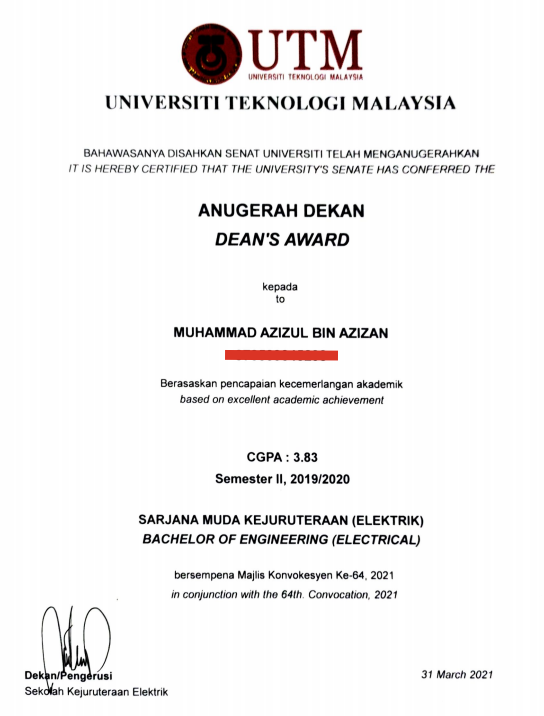 UTM
UNIVERSITI TEKNOLOGI MALAYSIA
UNIVERSITI TEKNOLOGI MALAYSIA
BAHAWASANYA DISAHKAN SENAT UNIVERSITI TELAH MENGANUGERAHKAN
IT IS HEREBY CERTIFIED THAT THE UNIVERSITY'S SENATE HAS CONFERRED THE
ANUGERAH DEKAN
DEAN'S AWARD
kepada
to
MUHAMMAD AZIZUL BIN AZIZAN
Berasaskan pencapaian kecemerlangan akademik
based on excellent academic achievement
CGPA : 3.83
Semester II, 2019/2020
SARJANA MUDA KEJURUTERAAN (ELEKTRIK)
BACHELOR OF ENGINEERING (ELECTRICAL)
bersempena Majlis Konvokesyen Ke-64, 2021
in conjunction with the 64th. Convocation, 2021
Dekan/Pengerusi
Sekolah Kejuruteraan Elektrik
31 March 2021